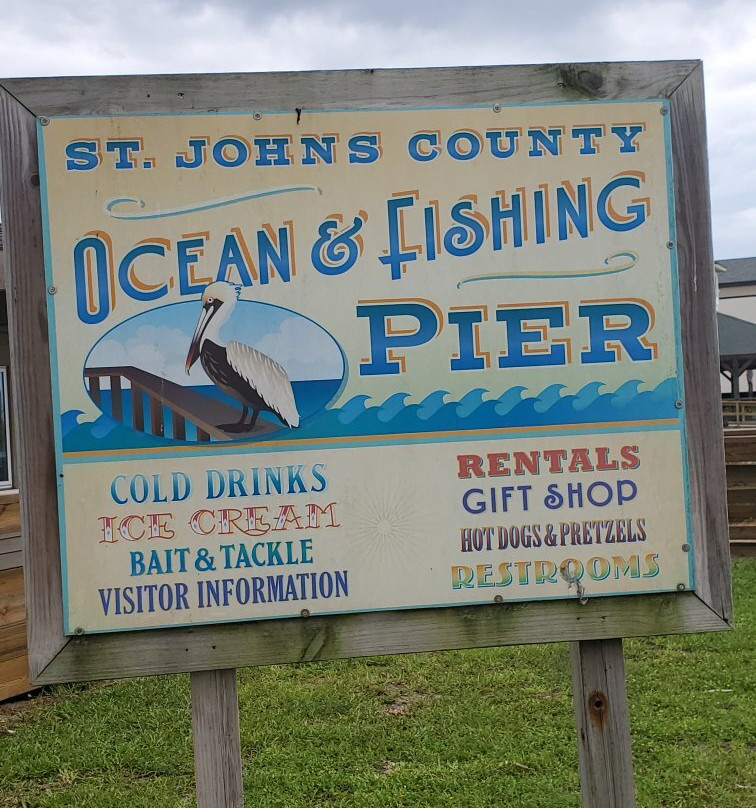 ST. JOHNS COUNTY
OCEAN & FISHING
PIER
COLD DRINKS
ICE CREAM
BAIT & TACKLE
VISITOR INFORMATION
RENTALS
GIFT SHOP
HOT DOGS & PRETZELS
RESTROOMS